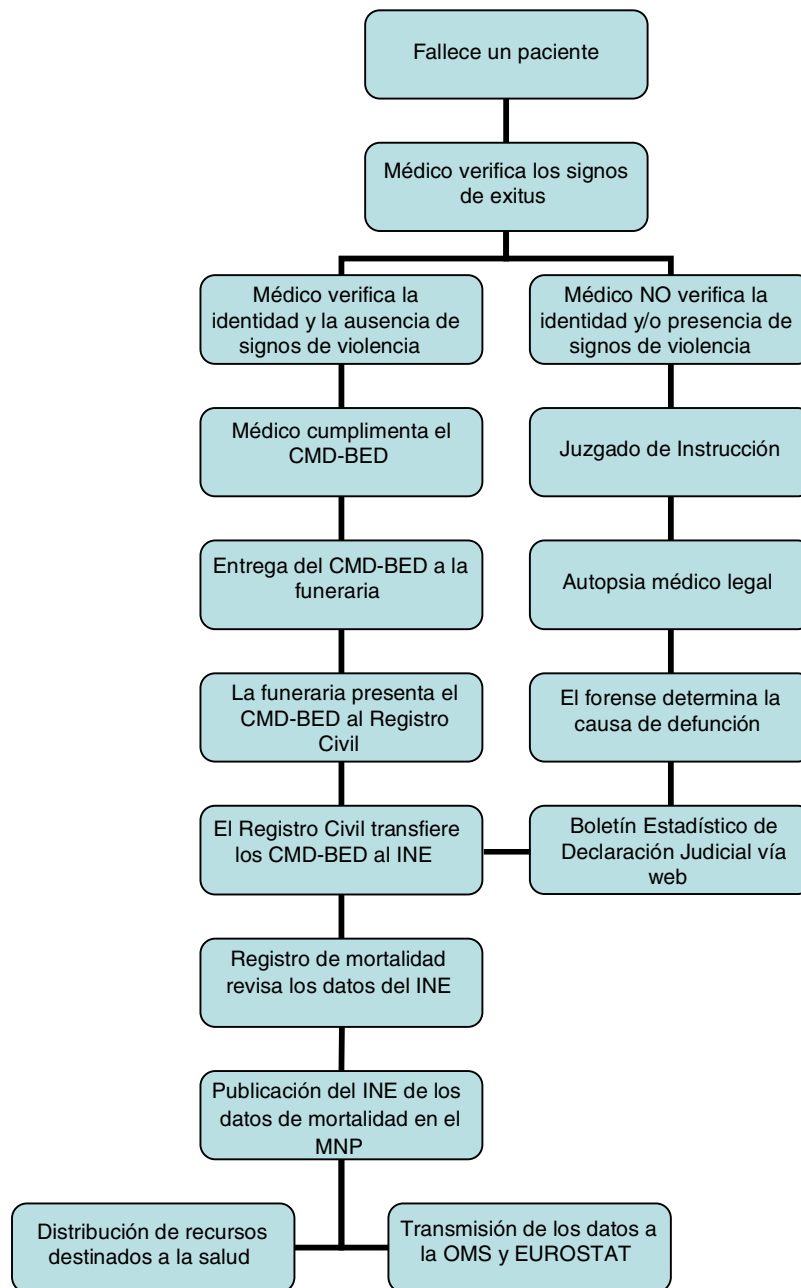 Fallece un paciente
Médico verifica los signos
de exitus
Médico verifica la
identidad y la ausencia de
signos de violencia
Médico NO verifica la
identidad y/o presencia de
signos de violencia
Médico cumplimenta el
CMD-BED
Juzgado de Instrucción
Entrega del CMD-BED a la
funeraria
Autopsia médico legal
La funeraria presenta el
CMD-BED al Registro
Civil
El forense determina la
causa de defunción
El Registro Civil transfiere
los CMD-BED al INE
Boletín Estadístico de
Declaración Judicial vía
web
Registro de mortalidad
revisa los datos del INE
Publicación del INE de los
datos de mortalidad en el
MNP
Distribución de recursos
destinados a la salud
Transmisión de los datos a
la OMS y EUROSTAT